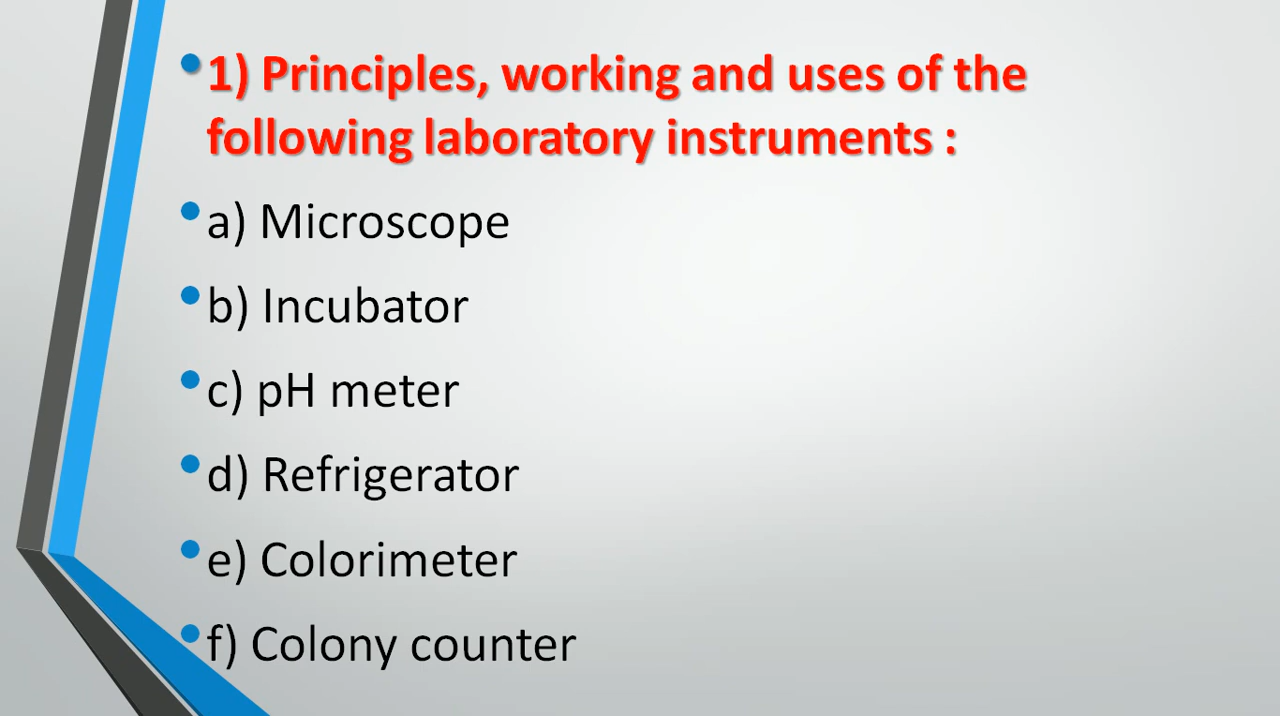 •1) Principles, working and uses of the
following laboratory instruments :
•a) Microscope
•b) Incubator
•c) pH meter
•d) Refrigerator
•e) Colorimeter
•f) Colony counter